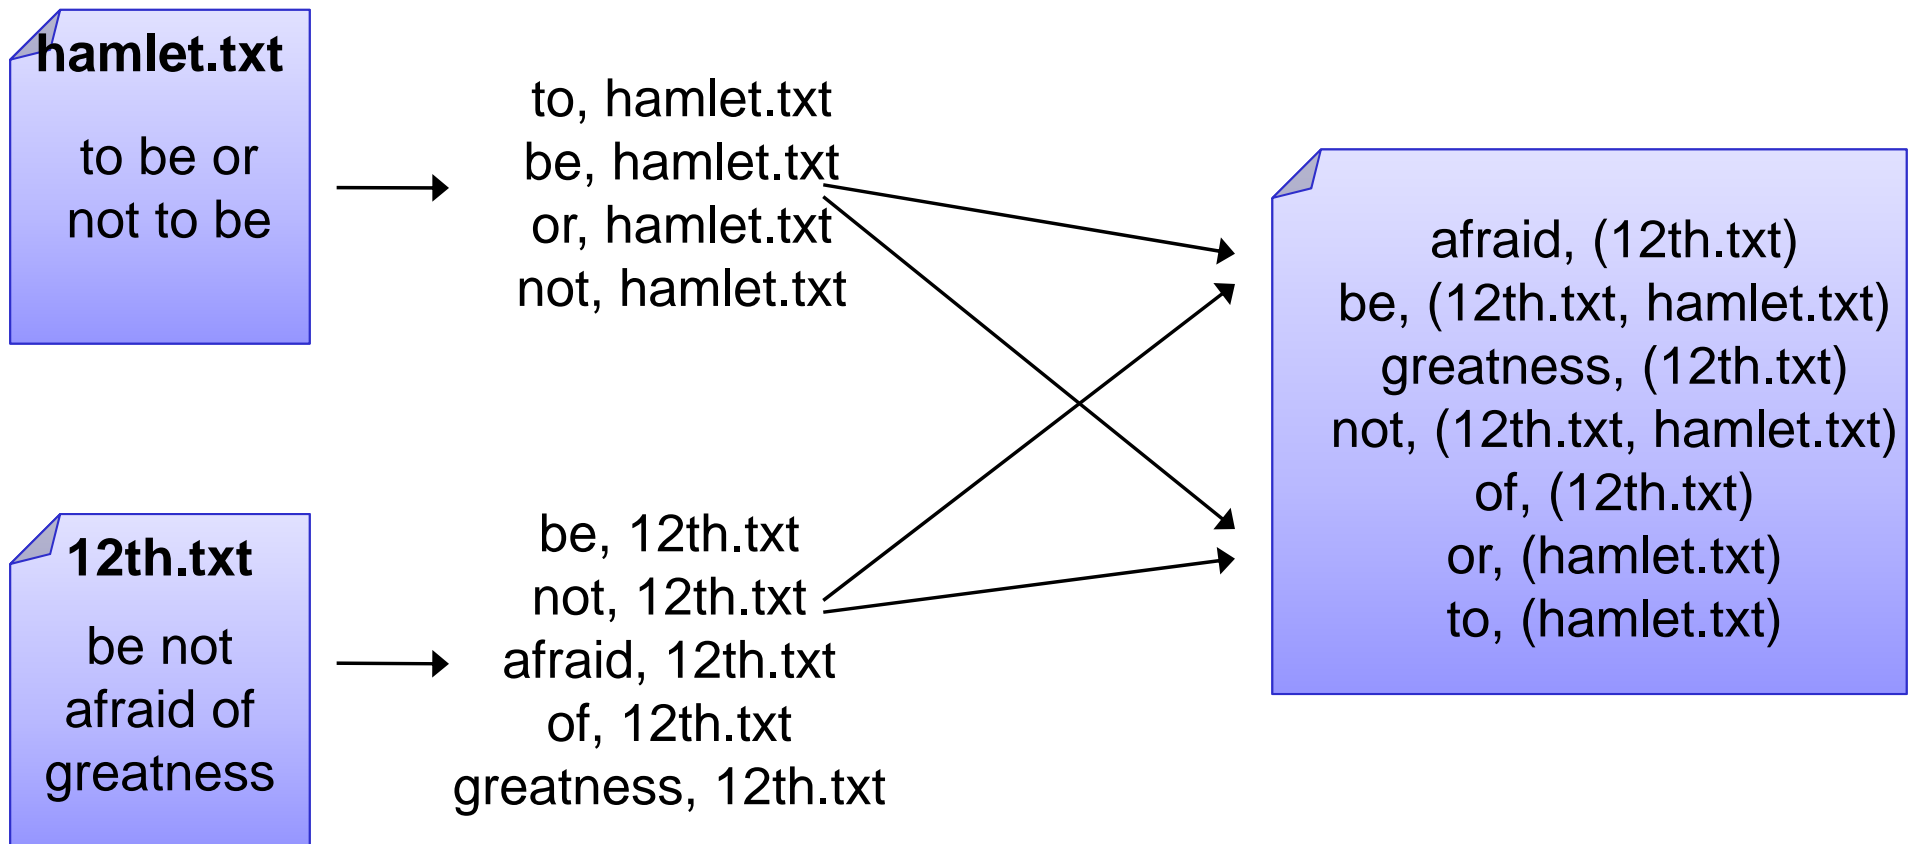 hamlet.txt
to be or
not to be
to, hamlet.txt
be, hamlet.txt
or, hamlet.txt
not, hamlet.txt
12th.txt
be not
afraid of
greatness
be, 12th.txt
not, 12th.txt
afraid, 12th.txt
of, 12th.txt
greatness, 12th.txt
afraid, (12th.txt)
be, (12th.txt, hamlet.txt)
greatness, (12th.txt)
not, (12th.txt, hamlet.txt)
of, (12th.txt)
or, (hamlet.txt)
to, (hamlet.txt)